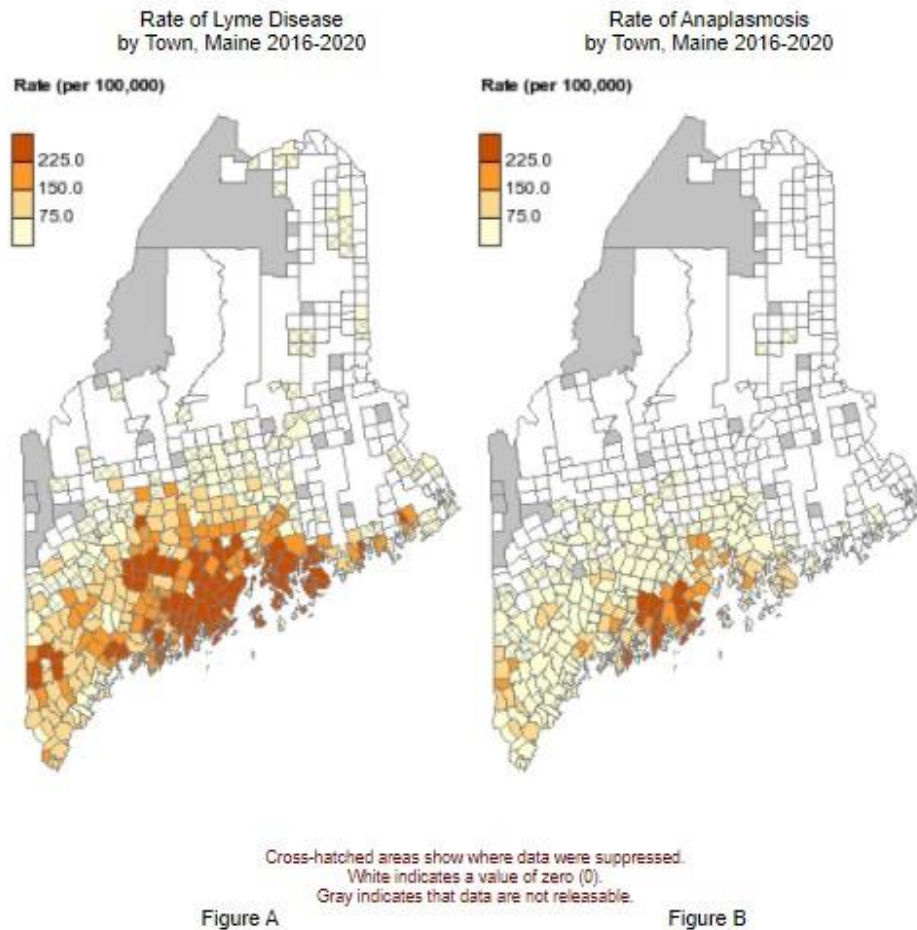 Rate of Lyme Disease
by Town, Maine 2016-2020
Rate of Anaplasmosis
by Town, Maine 2016-2020
Rate (per 100,000)
225.0
150.0
75.0
Rate (per 100,000)
225.0
150.0
75.0
Cross-hatched areas show where data were suppressed.
White indicates a value of zero (0).
Gray indicates that data are not releasable.
Figure A
Figure B